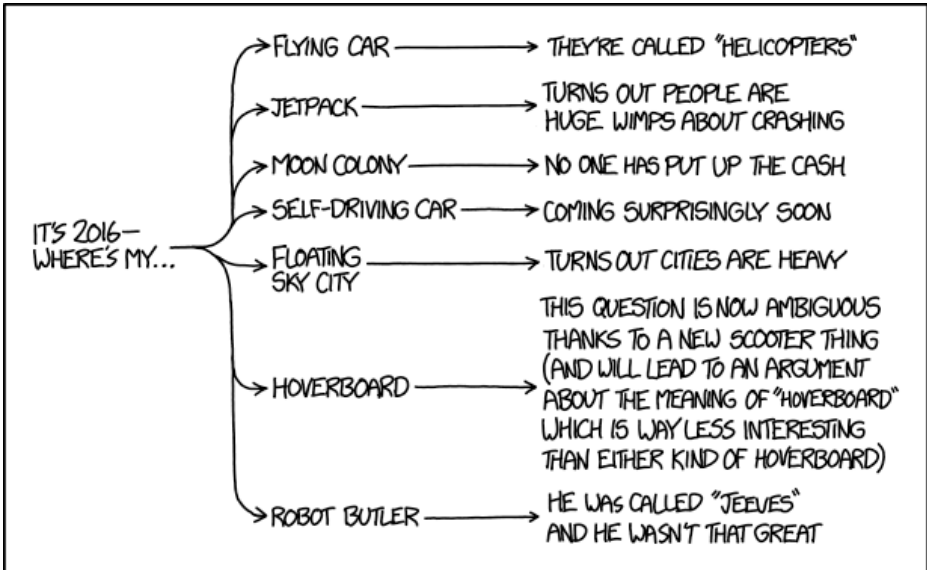 IT'S 2016—
WHERE'S MY...
FLYING CAR
THEY'RE CALLED "HELICOPTERS"
JETPACK
TURNS OUT PEOPLE ARE
HUGE WIMPS ABOUT CRASHING
MOON COLONY
NO ONE HAS PUT UP THE CASH
SELF-DRIVING CAR
COMING SURPRISINGLY SOON
FLOATING
SKY CITY
TURNS OUT CITIES ARE HEAVY
HOVERBOARD
THIS QUESTION IS NOW AMBIGUOUS
THANKS TO A NEW SCOOTER THING
(AND WILL LEAD TO AN ARGUMENT
ABOUT THE MEANING OF "HOVERBOARD"
WHICH IS WAY LESS INTERESTING
THAN EITHER KIND OF HOVERBOARD)
ROBOT BUTLER
HE WAS CALLED "JEEVES"
AND HE WASN'T THAT GREAT